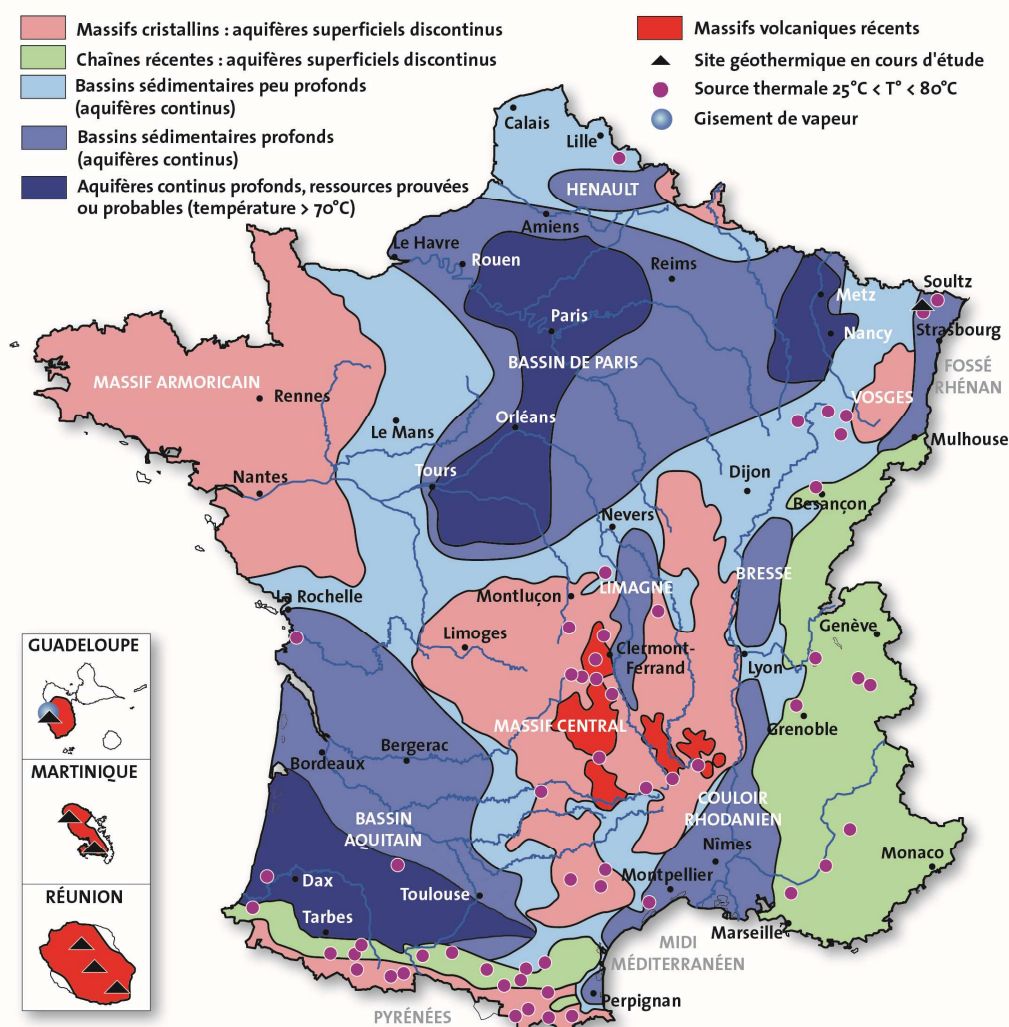 Massifs cristallins : aquifères superficiels discontinus
Chaînes récentes : aquifères superficiels discontinus
Bassins sédimentaires peu profonds
(aquifères continus)
Bassins sédimentaires profonds
(aquifères continus)
Aquifères continus profonds, ressources prouvées
ou probables (température > 70°C)
Massifs volcaniques récents
Site géothermique en cours d'étude
Source thermale 25°C < T° < 80°C
Gisement de vapeur
Calais
Lille
HENAULT
Amiens
Le Havre
Rouen
Reims
Metz
Soultz
Paris
Nancy
Strasbourg
BASSIN DE PARIS
FOSSÉ
RHÉNAN
MASSIF ARMORICAIN
Rennes
VOSGES
Le Mans
Orléans
Mulhouse
Tours
Dijon
Nantes
Besançon
Nevers
LIMAGNE
BRESSE
La Rochelle
Montluçon
Genève
Limoges
Clermont-
Ferrand
Lyon
MASSIF CENTRAL
Grenoble
Bergerac
Bordeaux
COULOIR
RHODANIEN
BASSIN
AQUITAIN
Nîmes
Monaco
Dax
Toulouse
Montpellier
Tarbes
Marseille
MIDI
MÉDITERRANÉEN
Perpignan
PYRÉNÉES
GUADELOUPE
MARTINIQUE
RÉUNION